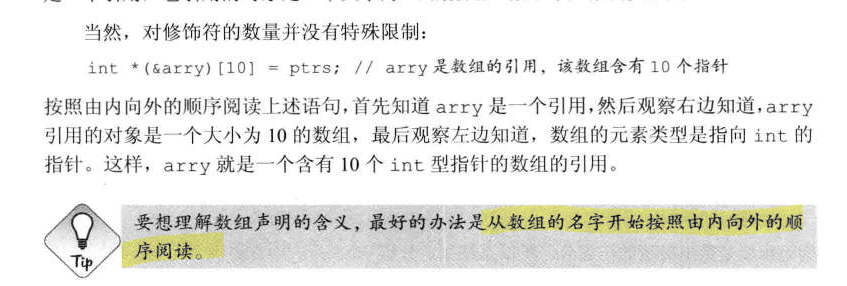 当然，对修饰符的数量并没有特殊限制：
int *(&arry)[10] = ptrs; // arry 是数组的引用，该数组含有 10 个指针
按照由内向外的顺序阅读上述语句，首先知道 arry 是一个引用，然后观察右边知道，arry
引用的对象是一个大小为 10 的数组，最后观察左边知道，数组的元素类型是指向 int 的
指针。这样，arry 就是一个含有 10 个 int 型指针的数组的引用。
要想理解数组声明的含义，最好的办法是从数组的名字开始按照由内向外的顺
序阅读。
Tip